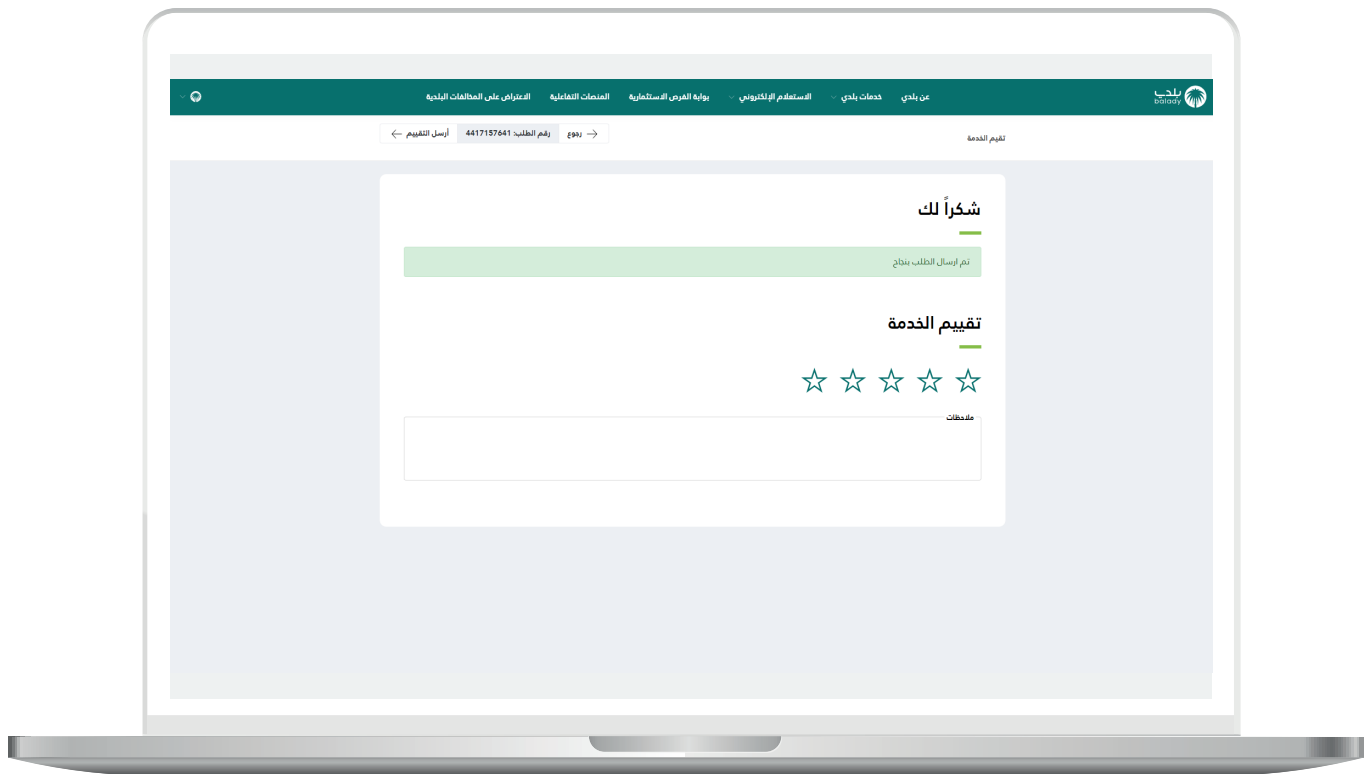 بلدي
balady
عن بلدي
خدمات بلدي
الاستعلام الإلكتروني
بوابة الفرص الاستثمارية
المنصات التفاعلية
الاعتراض على المخالفات البلدية
تقيم الخدمة
رجوع
رقم الطلب: 4417157641
أرسل التقييم
شكراً لك
تم ارسال الطلب بنجاح
تقييم الخدمة
ملاحظات